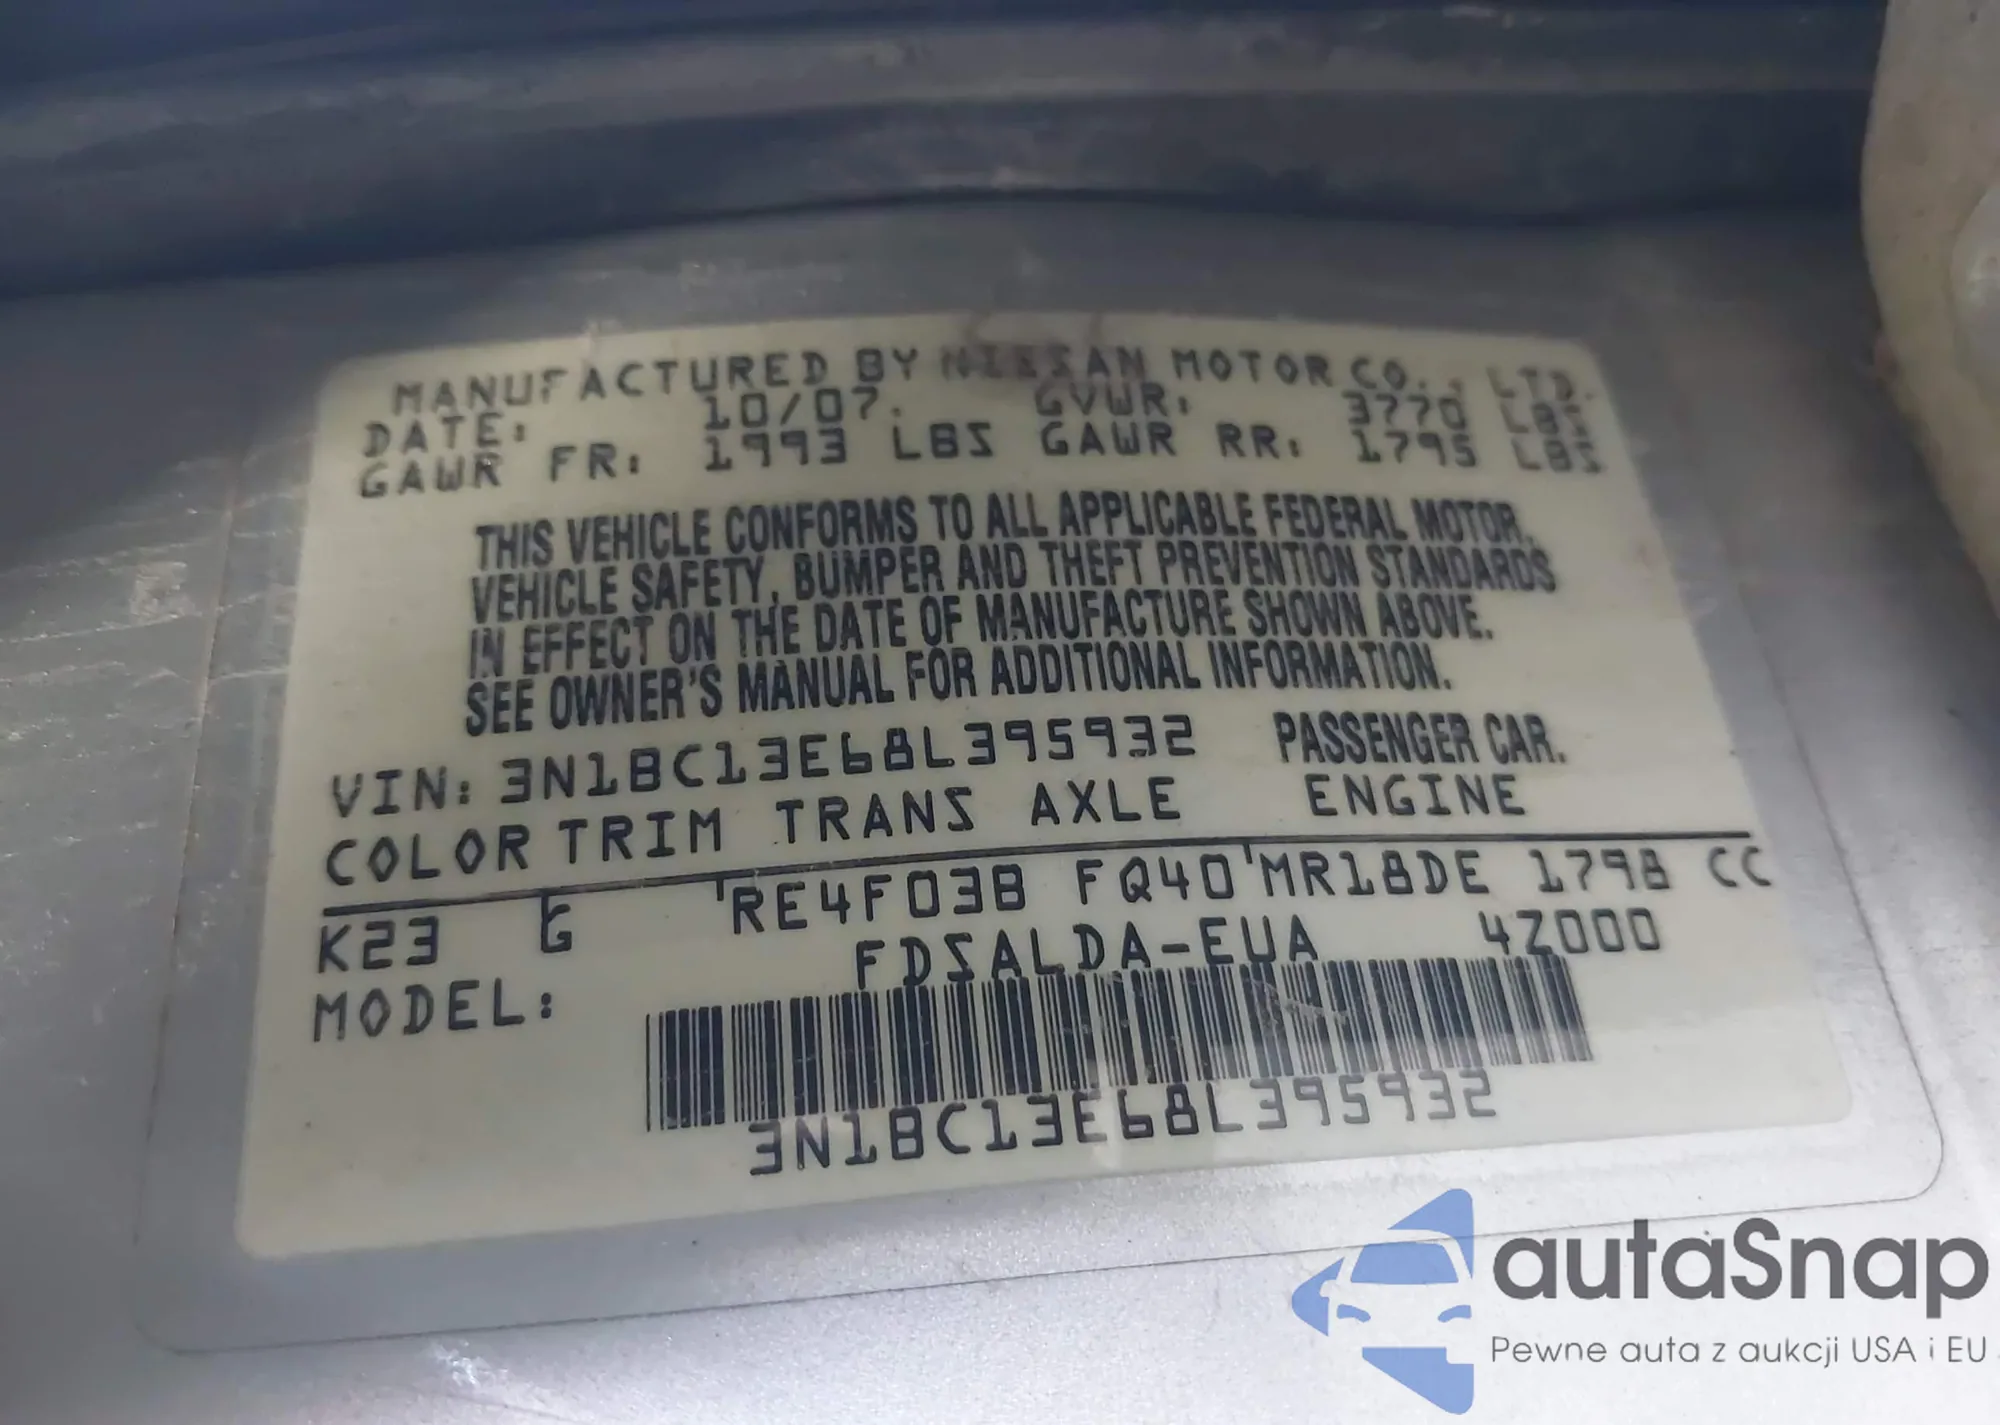 MANUFACTURED BY NISSAN MOTOR CO., LTD.
DATE: 10/07. GVWR: 3770 LBS
GAWR FR: 1993 LBS GAWR RR: 1795 LBS
THIS VEHICLE CONFORMS TO ALL APPLICABLE FEDERAL MOTOR
VEHICLE SAFETY, BUMPER AND THEFT PREVENTION STANDARDS
IN EFFECT ON THE DATE OF MANUFACTURE SHOWN ABOVE.
SEE OWNER'S MANUAL FOR ADDITIONAL INFORMATION.
VIN: 3N1BC13E68L395932 PASSENGER CAR.
COLOR TRIM TRANS AXLE ENGINE
K23 G RE4F03B FQ40 MR18DE 1798 CC
MODEL: FDSALDA-EUA 4Z000
3N1BC13E68L395932
autaSnap
Pewne auta z aukcji USA i EU